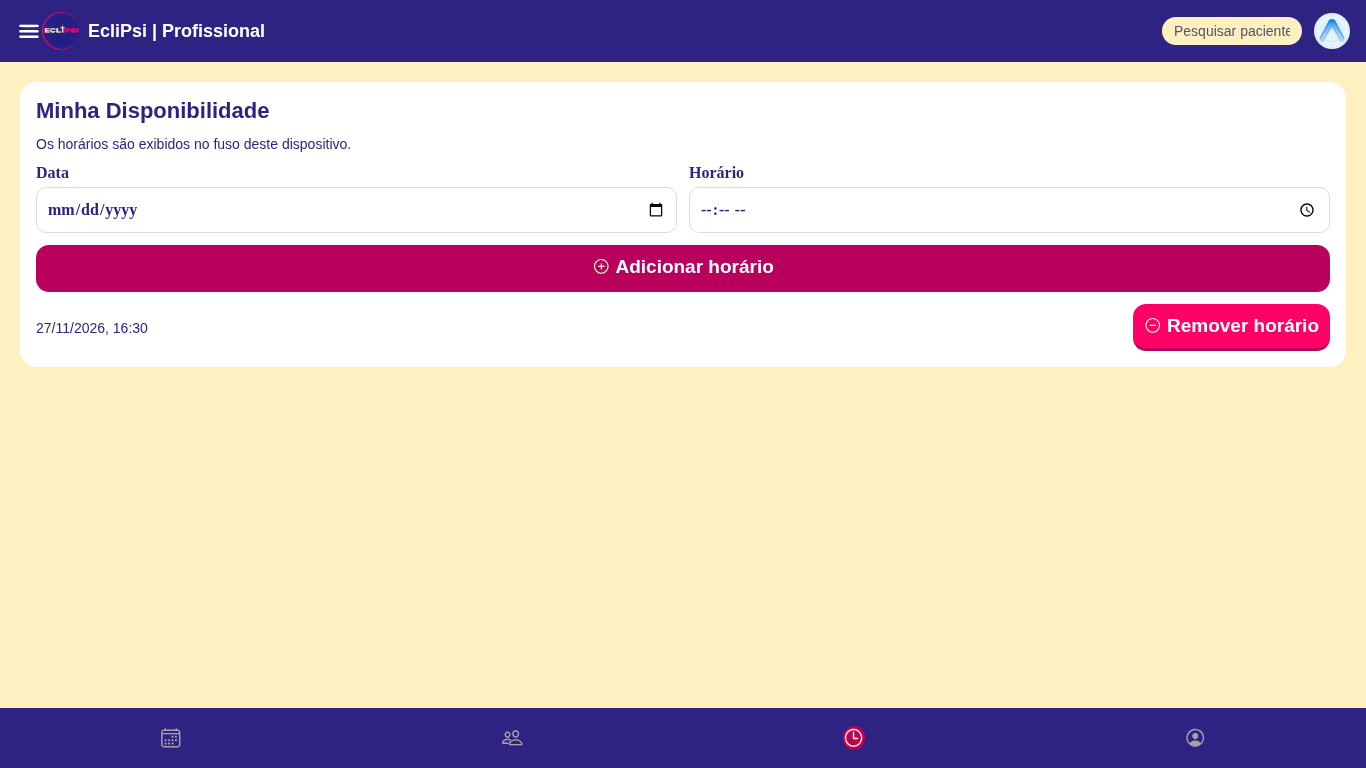 ECLIPSI
EcliPsi | Profissional
Pesquisar paciente
Minha Disponibilidade
Os horários são exibidos no fuso deste dispositivo.
Data
Horário
mm/dd/yyyy
--:-- --
Adicionar horário
27/11/2026, 16:30
Remover horário